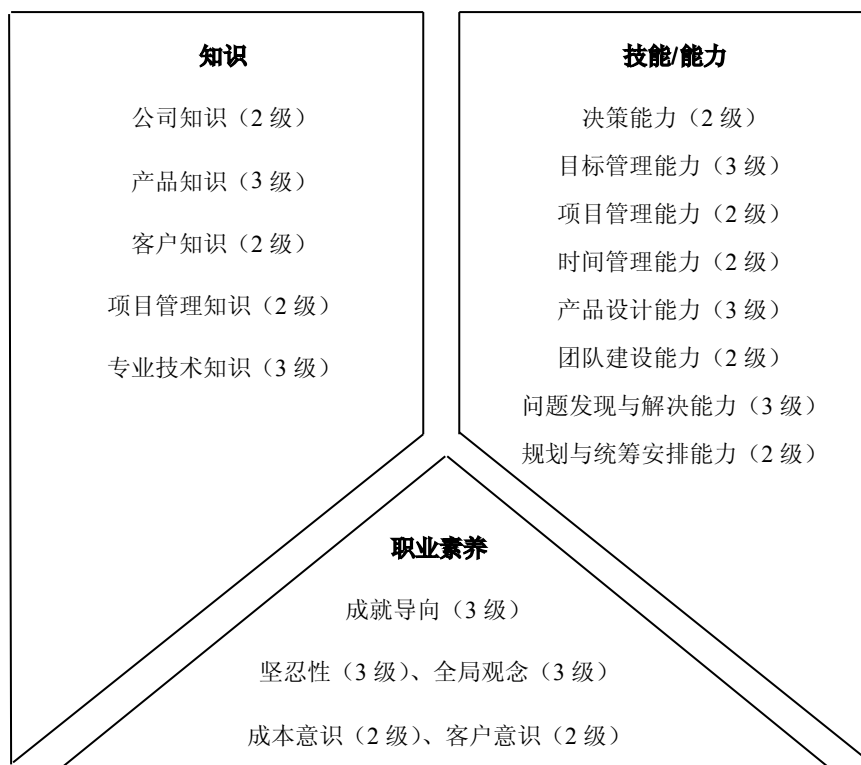 知识
公司知识（2 级）
产品知识（3 级）
客户知识（2 级）
项目管理知识（2 级）
专业技术知识（3 级）
技能/能力
决策能力（2 级）
目标管理能力（3 级）
项目管理能力（2 级）
时间管理能力（2 级）
产品设计能力（3 级）
团队建设能力（2 级）
问题发现与解决能力（3 级）
规划与统筹安排能力（2 级）
职业素养
成就导向（3 级）
坚忍性（3 级）、全局观念（3 级）
成本意识（2 级）、客户意识（2 级）